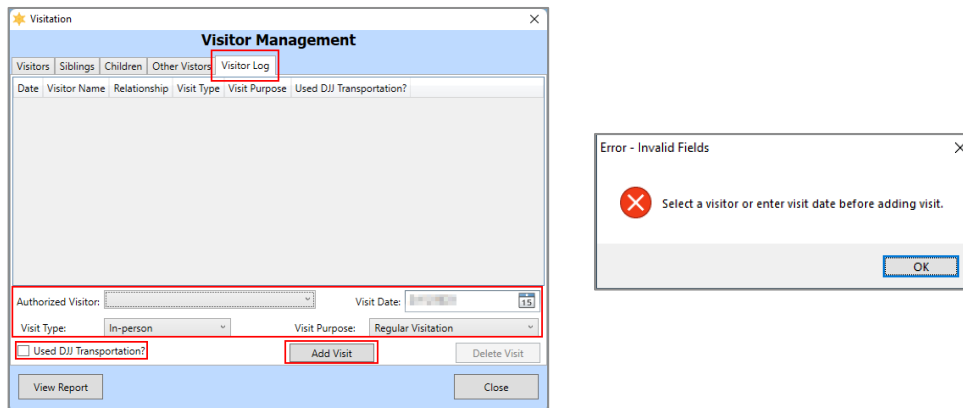 Visitation
Visitor Management
Visitors Siblings Children Other Vistors Visitor Log
Date Visitor Name Relationship Visit Type Visit Purpose Used DJJ Transportation?
Authorized Visitor: Visit Date: 15
Visit Type: In-person Visit Purpose: Regular Visitation
Used DJJ Transportation? Add Visit Delete Visit
View Report Close
Error - Invalid Fields
Select a visitor or enter visit date before adding visit.
OK